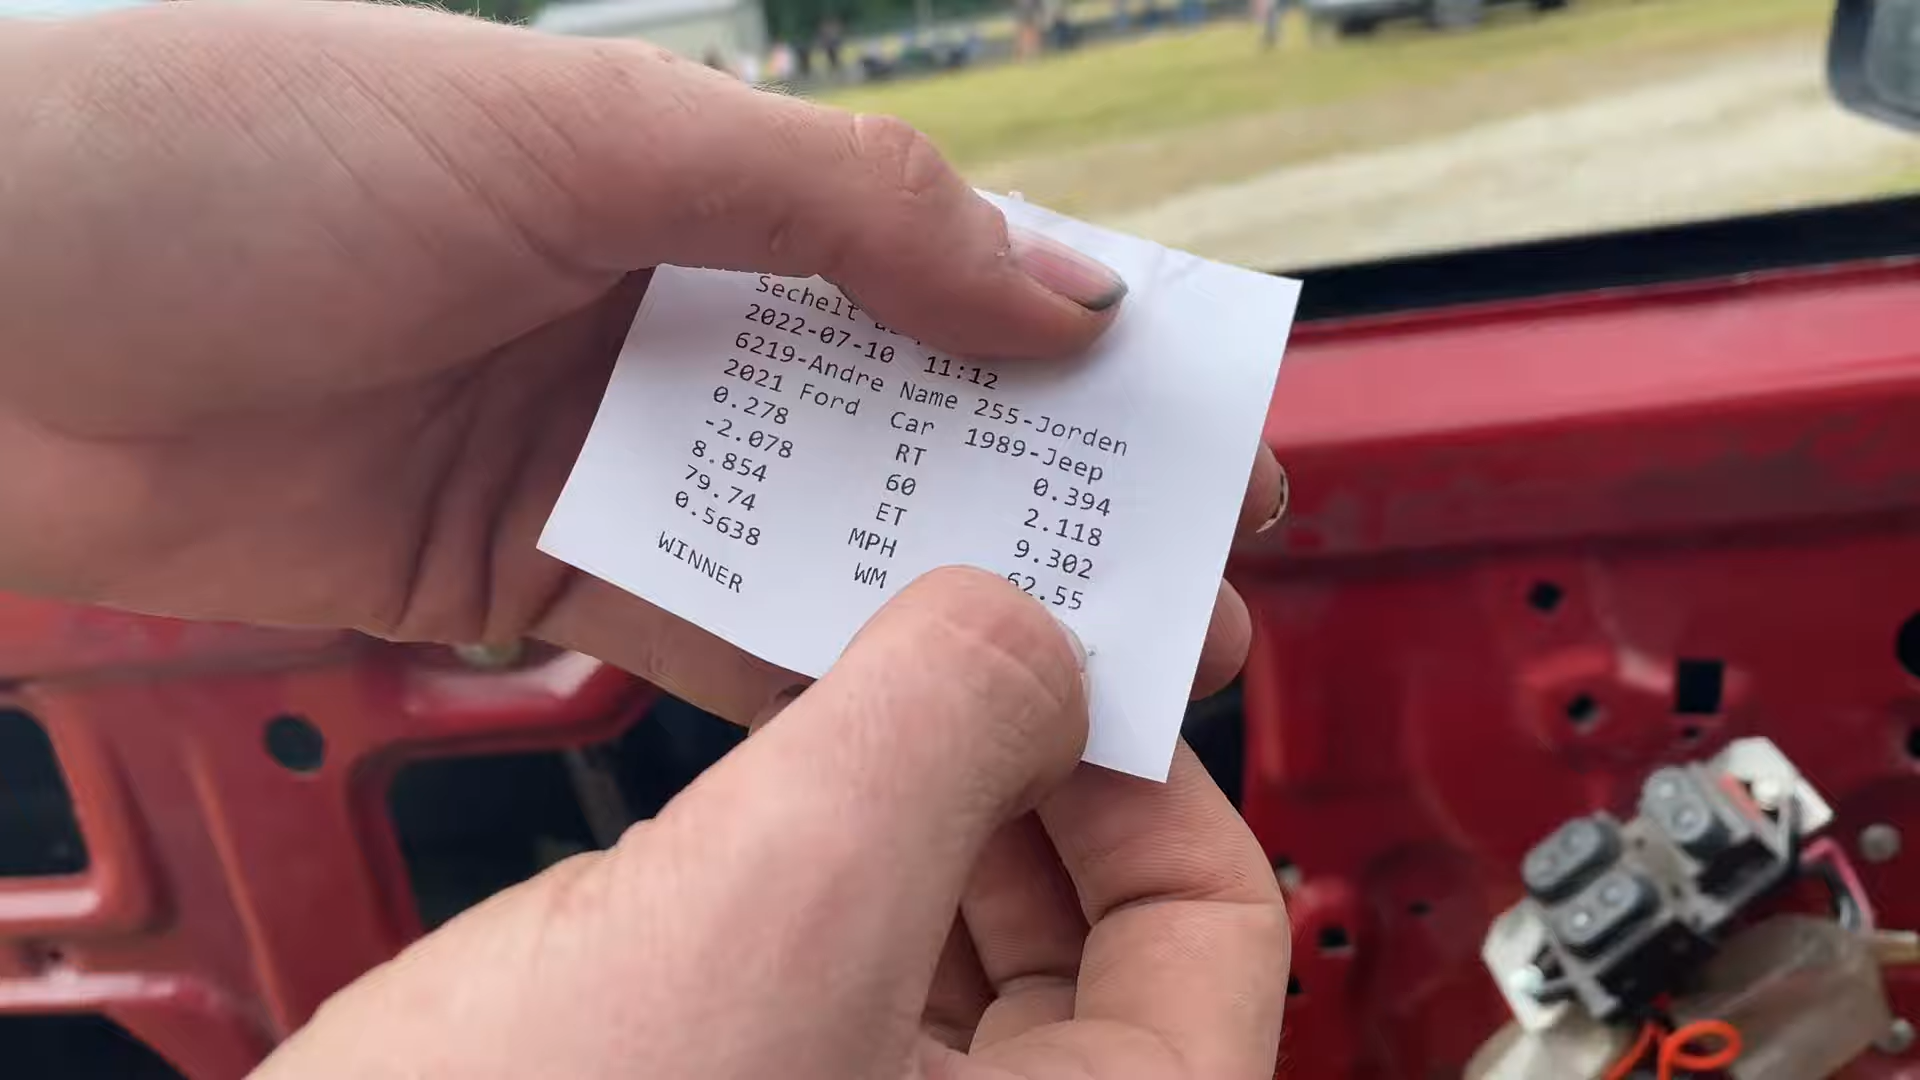 Sechelt
2022-07-10 11:12
6219-Andre Name 255-Jorden
2021 Ford Car 1989-Jeep
0.278 RT 0.394
-2.078 60 2.118
8.854 ET 9.302
79.74 MPH 62.55
0.5638 WM
WINNER